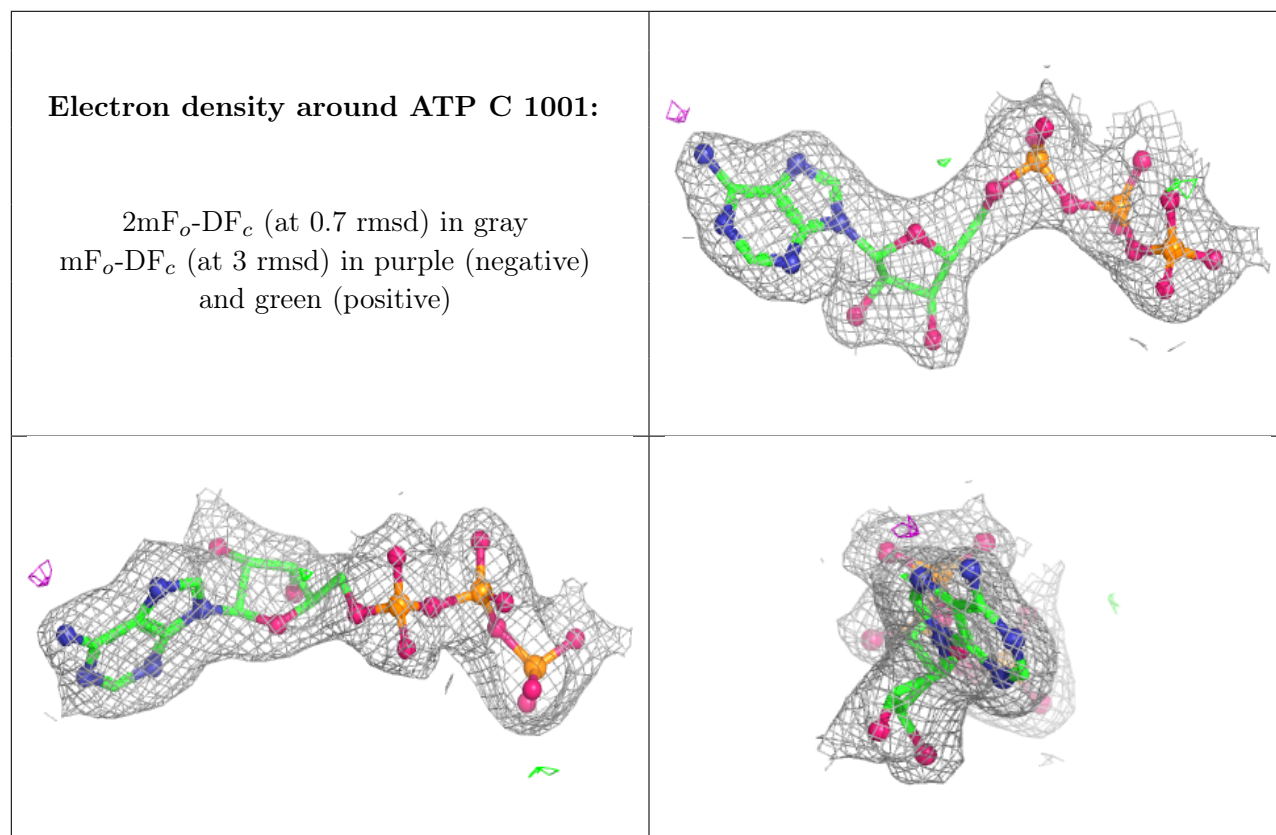 Electron density around ATP C 1001:
2mFo-DFc (at 0.7 rmsd) in gray
mFo-DFc (at 3 rmsd) in purple (negative)
and green (positive)